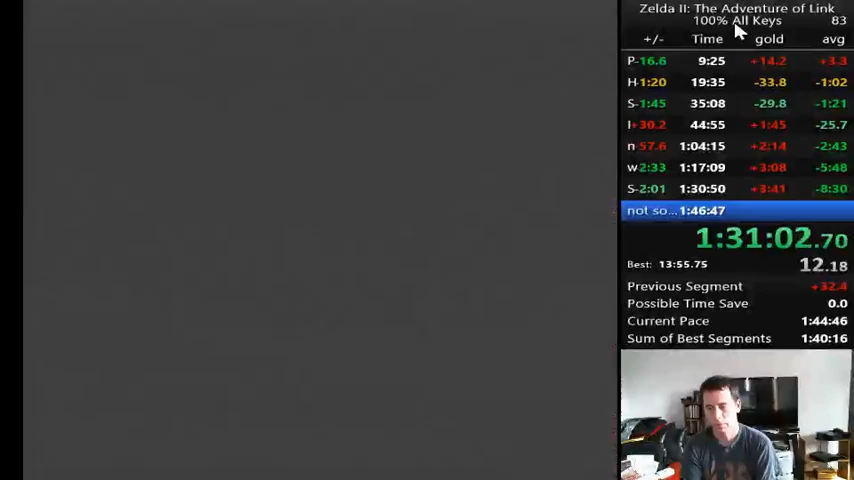 Zelda II: The Adventure of Link
100% All Keys 83
+/- Time gold avg
P-16.6 9:25 +14.2 +3.3
H-1:20 19:35 -33.8 -1:02
S-1:45 35:08 -29.8 -1:21
I+30.2 44:55 +1:45 -25.7
n-57.6 1:04:15 +2:14 -2:43
w-2:33 1:17:09 +3:08 -5:48
S-2:01 1:30:50 +3:41 -8:30
not so... 1:46:47
1:31:02.70
Best: 13:55.75 12.18
Previous Segment +32.4
Possible Time Save 0.0
Current Pace 1:44:46
Sum of Best Segments 1:40:16